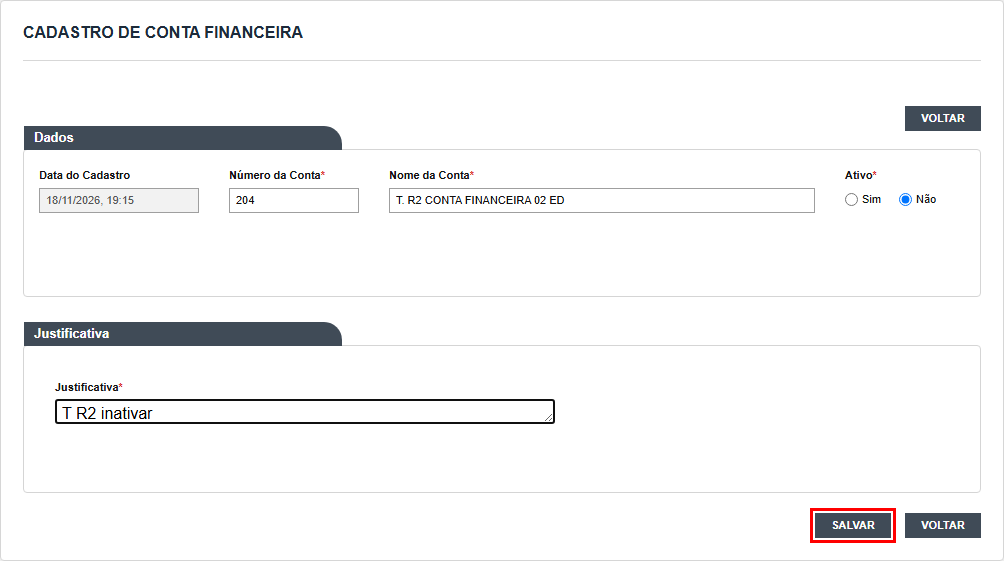 CADASTRO DE CONTA FINANCEIRA
VOLTAR
Dados
Data do Cadastro Número da Conta* Nome da Conta* Ativo*
18/11/2026, 19:15 204 T. R2 CONTA FINANCEIRA 02 ED Sim Não
Justificativa
Justificativa*
T R2 inativar
SALVAR VOLTAR